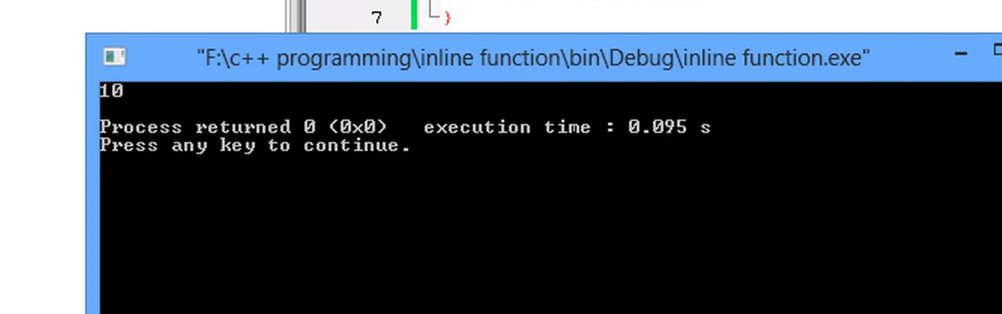 7
}
"F:\c++ programming\inline function\bin\Debug\inline function.exe"
10
Process returned 0 (0x0)   execution time : 0.095 s
Press any key to continue.